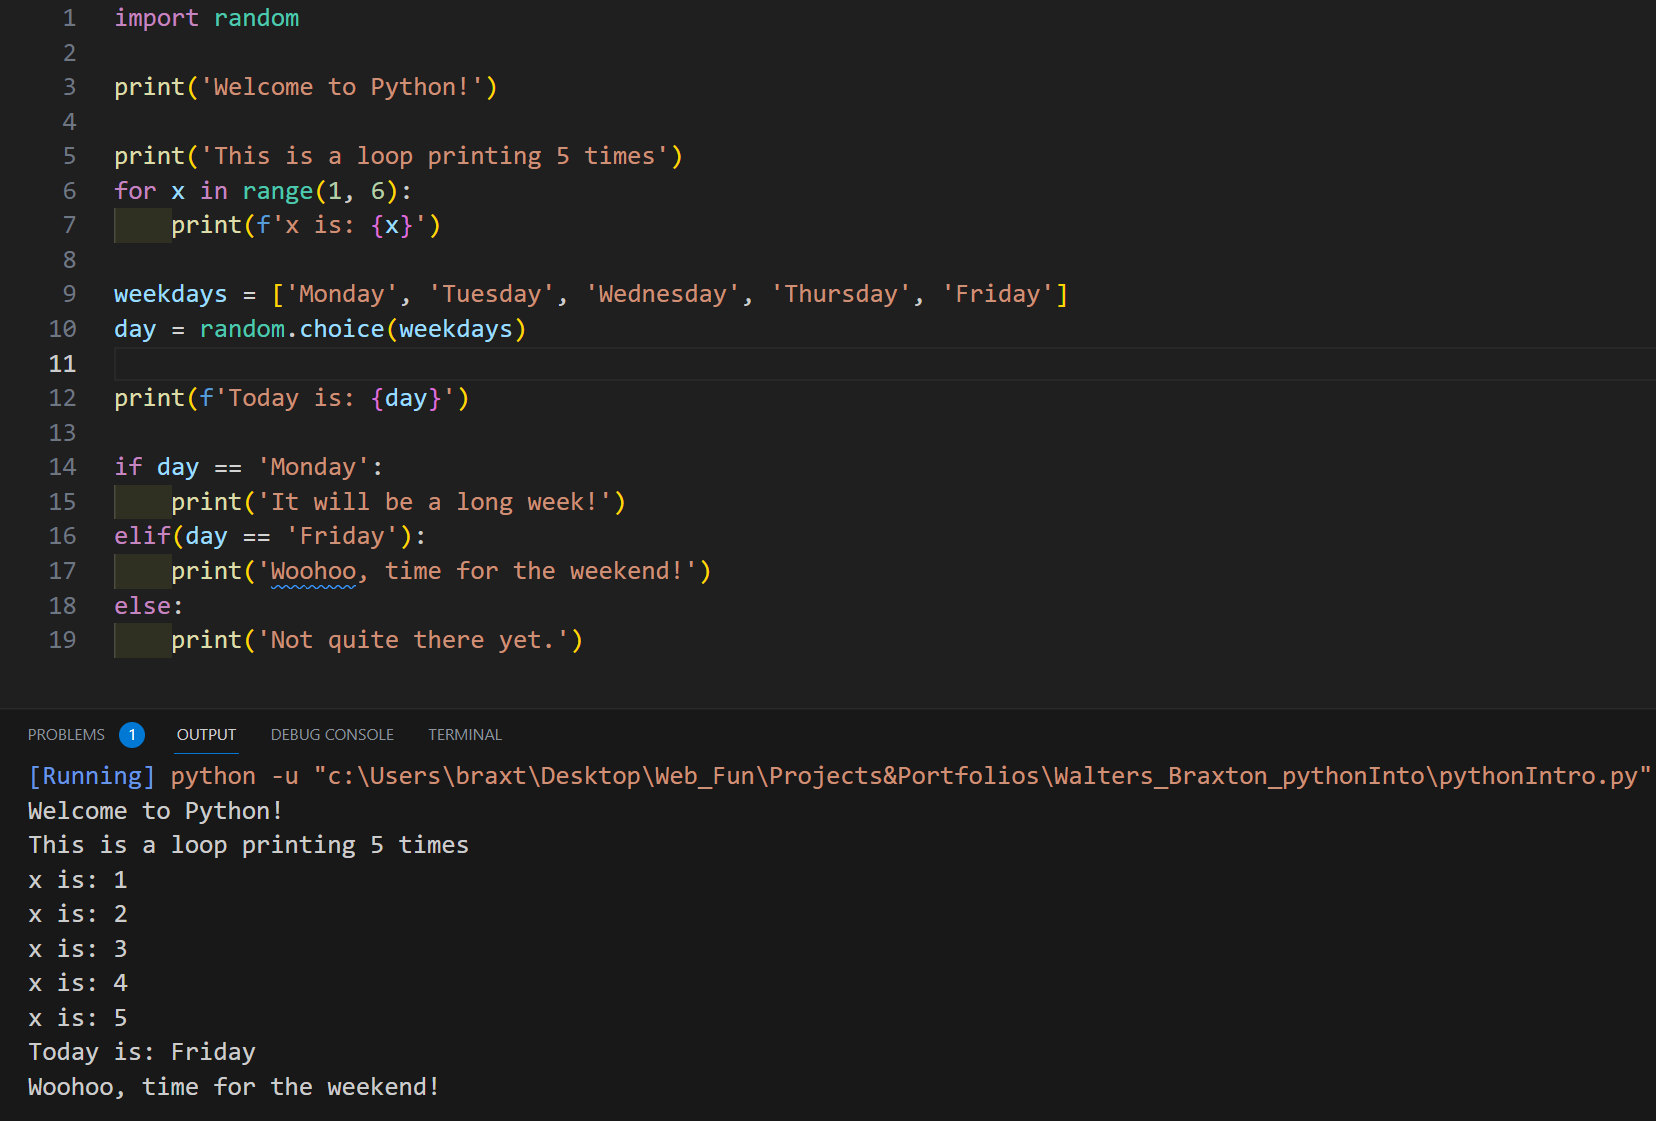 1 import random
2
3 print('Welcome to Python!')
4
5 print('This is a loop printing 5 times')
6 for x in range(1, 6):
7     print(f'x is: {x}')
8
9 weekdays = ['Monday', 'Tuesday', 'Wednesday', 'Thursday', 'Friday']
10 day = random.choice(weekdays)
11
12 print(f'Today is: {day}')
13
14 if day == 'Monday':
15     print('It will be a long week!')
16 elif(day == 'Friday'):
17     print('Woohoo, time for the weekend!')
18 else:
19     print('Not quite there yet.')
PROBLEMS 1 OUTPUT DEBUG CONSOLE TERMINAL
[Running] python -u "c:\Users\braxt\Desktop\Web_Fun\Projects&Portfolios\Walters_Braxton_pythonInto\pythonIntro.py"
Welcome to Python!
This is a loop printing 5 times
x is: 1
x is: 2
x is: 3
x is: 4
x is: 5
Today is: Friday
Woohoo, time for the weekend!